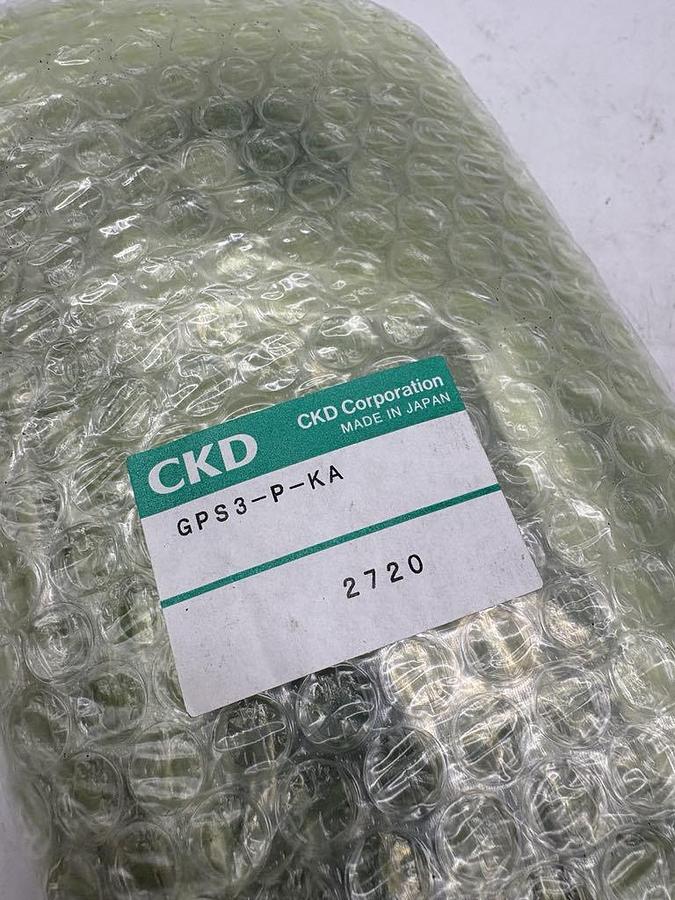 CKD
CKD Corporation
MADE IN JAPAN
GPS3-P-KA
2720